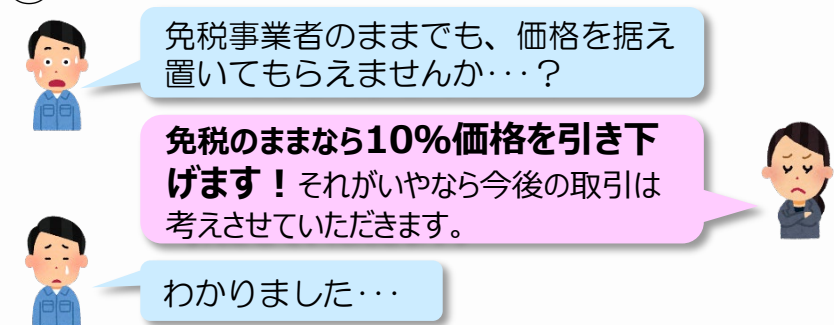 免税事業者のままでも、価格を据え
置いてもらえませんか･･･？
免税のままなら10％価格を引き下
げます！それがいやなら今後の取引は
考えさせていただきます。
わかりました･･･